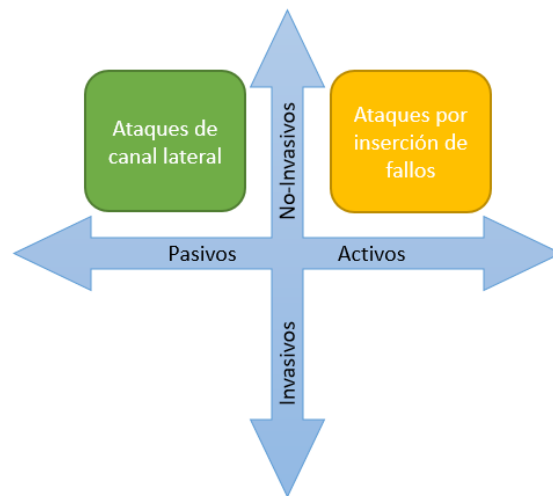 Ataques de
canal lateral
Ataques por
inserción de
fallos
No-Invasivos
Pasivos
Activos
Invasivos